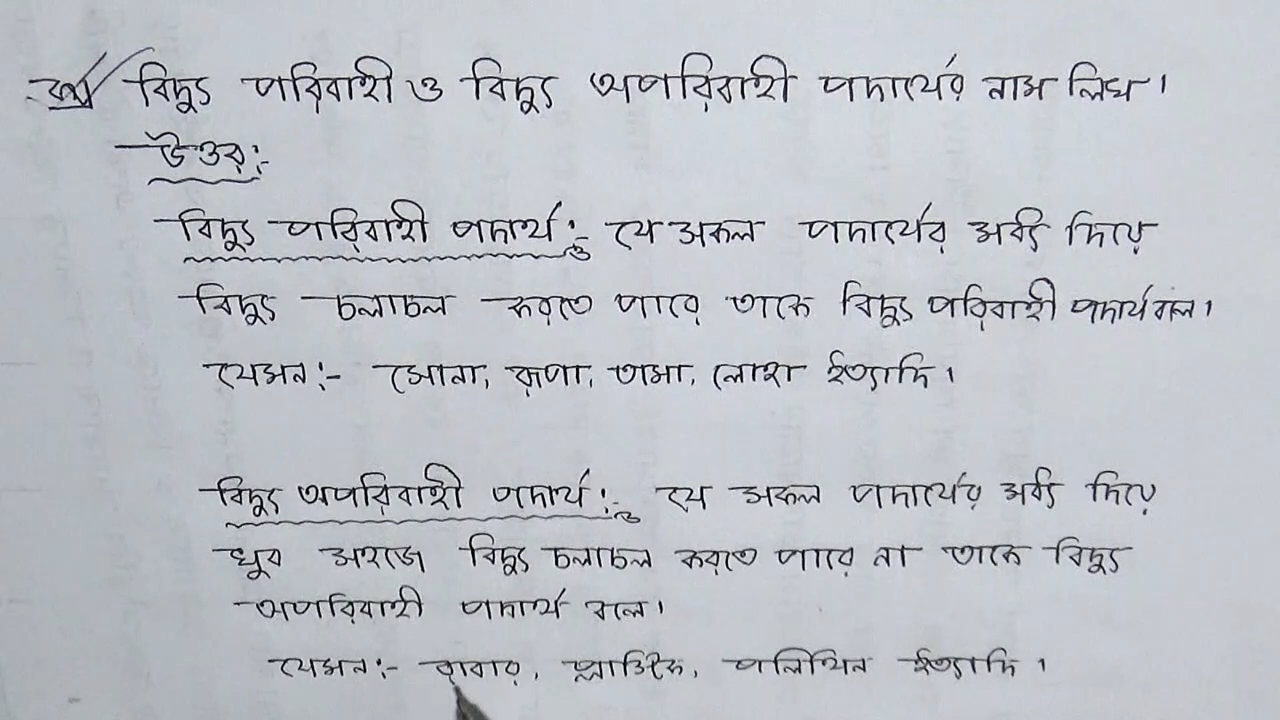 বিদ্যুৎ পরিবাহী ও বিদ্যুৎ অপরিবাহী পদার্থের নাম লিখ।
উত্তর:-
বিদ্যুৎ পরিবাহী পদার্থ :- যে সকল পদার্থের মধ্য দিয়ে
বিদ্যুৎ চলাচল করতে পারে তাকে বিদ্যুৎ পরিবাহী পদার্থ বলে।
যেমন:- সোনা, রূপা, তামা, লোহা ইত্যাদি।
বিদ্যুৎ অপরিবাহী পদার্থ :- যে সকল পদার্থের মধ্য দিয়ে
খুব সহজে বিদ্যুৎ চলাচল করতে পারে না তাকে বিদ্যুৎ
অপরিবাহী পদার্থ বলে।
যেমন:- রাবার, প্লাস্টিক, পলিথিন ইত্যাদি।